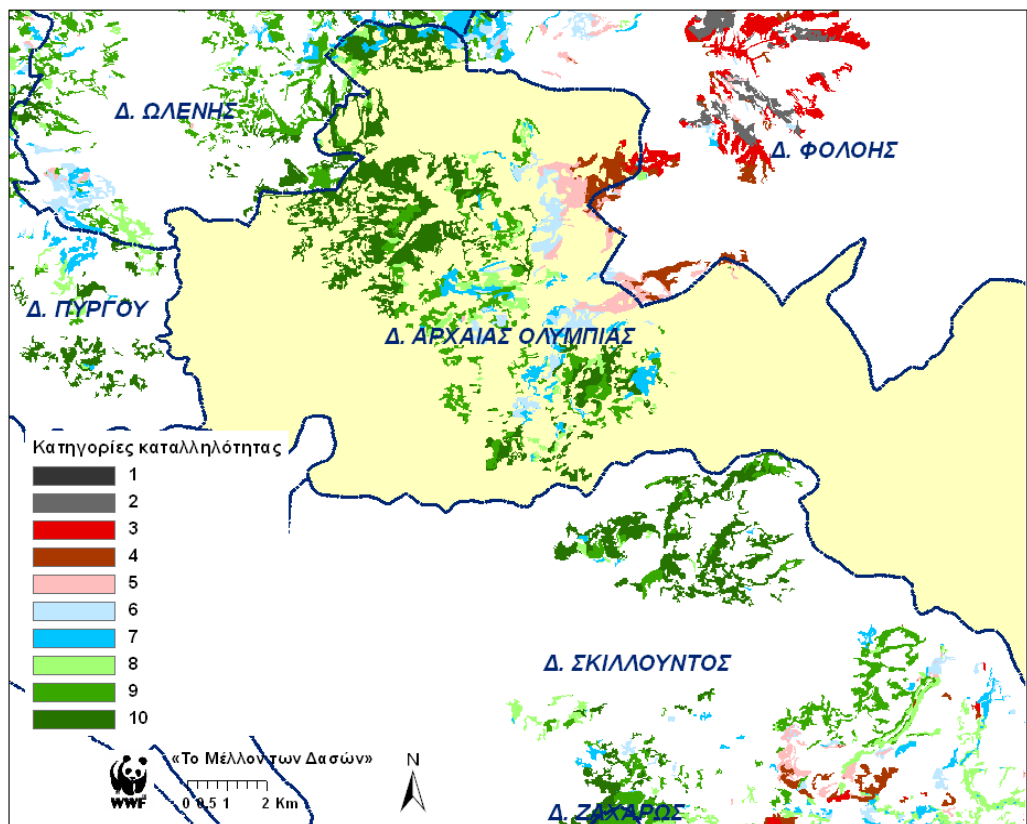 Δ. ΩΛΕΝΗΣ
Δ. ΦΟΛΟΗΣ
Δ. ΠΥΡΓΟΥ
Δ. ΑΡΧΑΙΑΣ ΟΛΥΜΠΙΑΣ
Κατηγορίες καταλληλότητας
1
2
3
4
5
6
7
8
9
10
Δ. ΣΚΙΛΛΟΥΝΤΟΣ
«Το Μέλλον των Δασών»
N
WWF
0 0,5 1 2 Km
Δ. ΖΑΧΑΡΩΣ